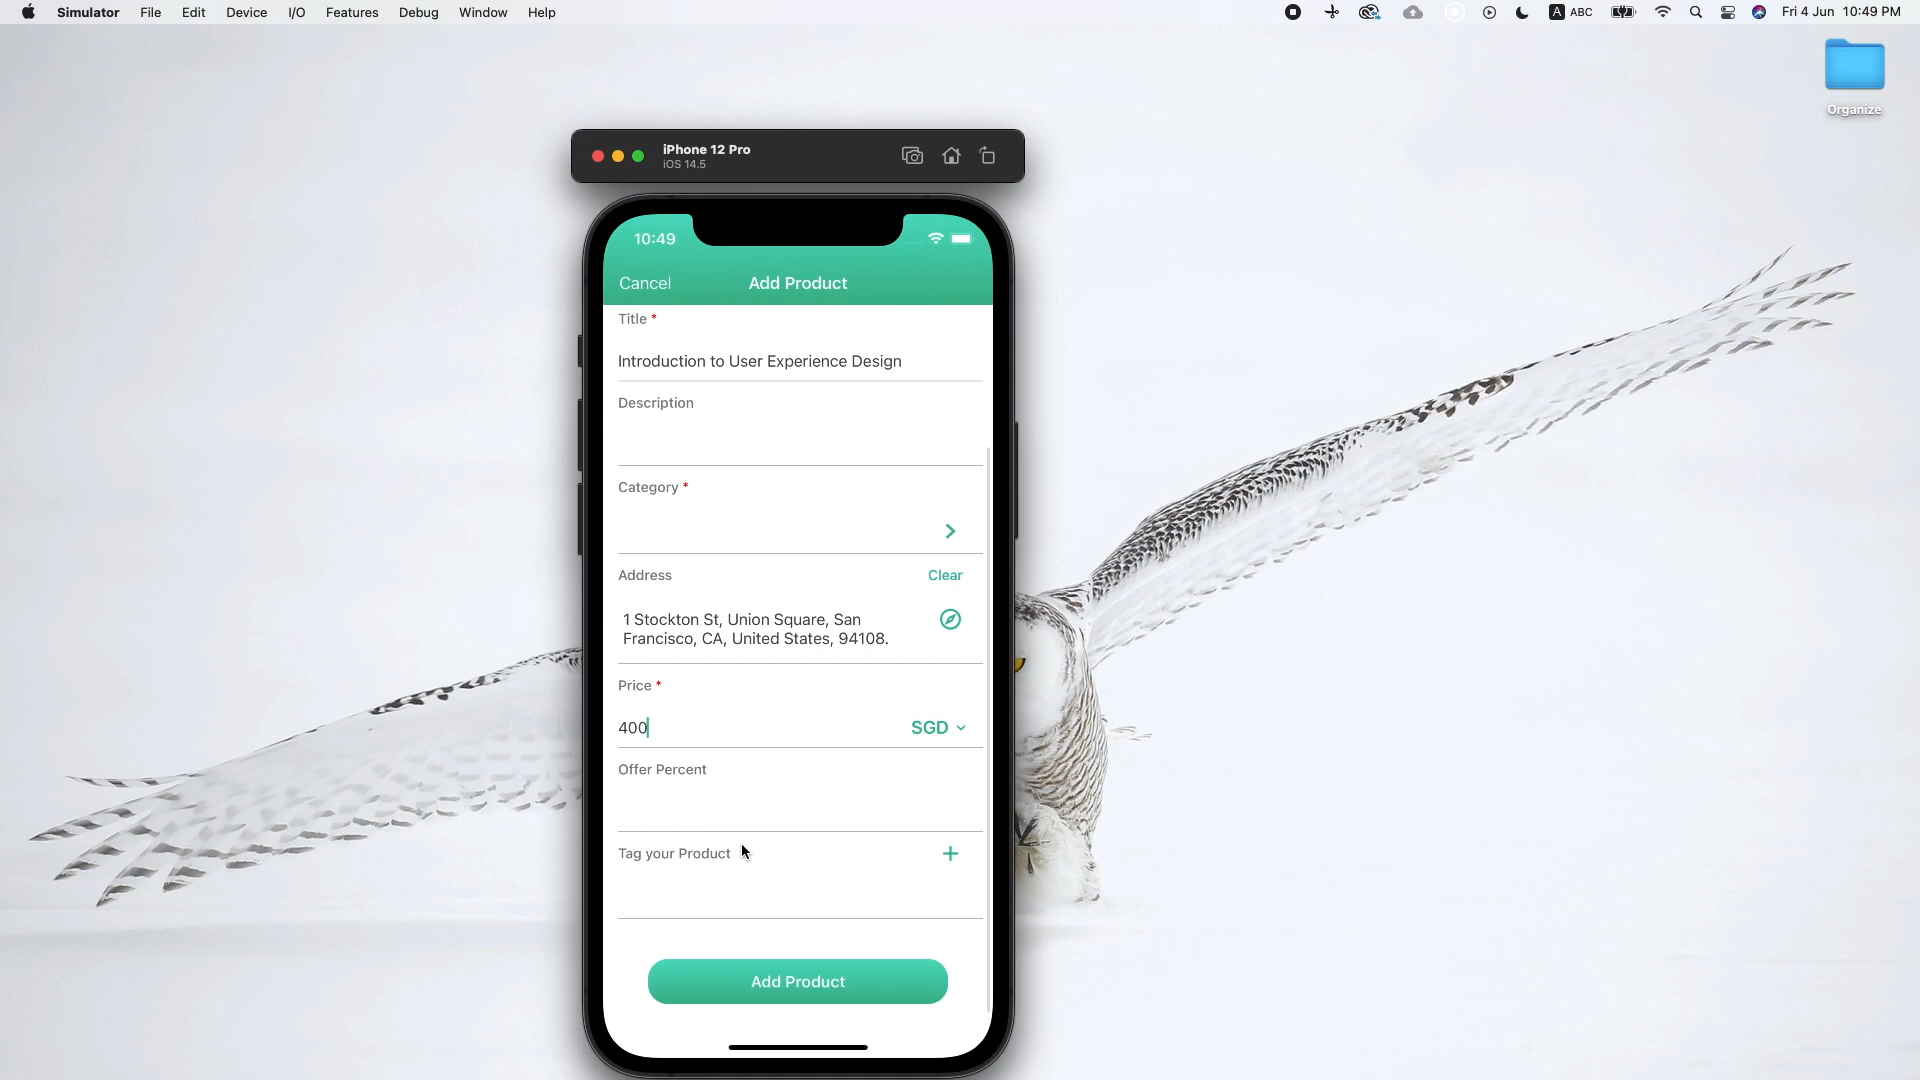 Simulator File Edit Device I/O Features Debug Window Help
A ABC Fri 4 Jun 10:49 PM
Organize
iPhone 12 Pro
iOS 14.5
10:49
Cancel Add Product
Title *
Introduction to User Experience Design
Description
Category *
Address Clear
1 Stockton St, Union Square, San
Francisco, CA, United States, 94108.
Price *
400 SGD
Offer Percent
Tag your Product +
Add Product